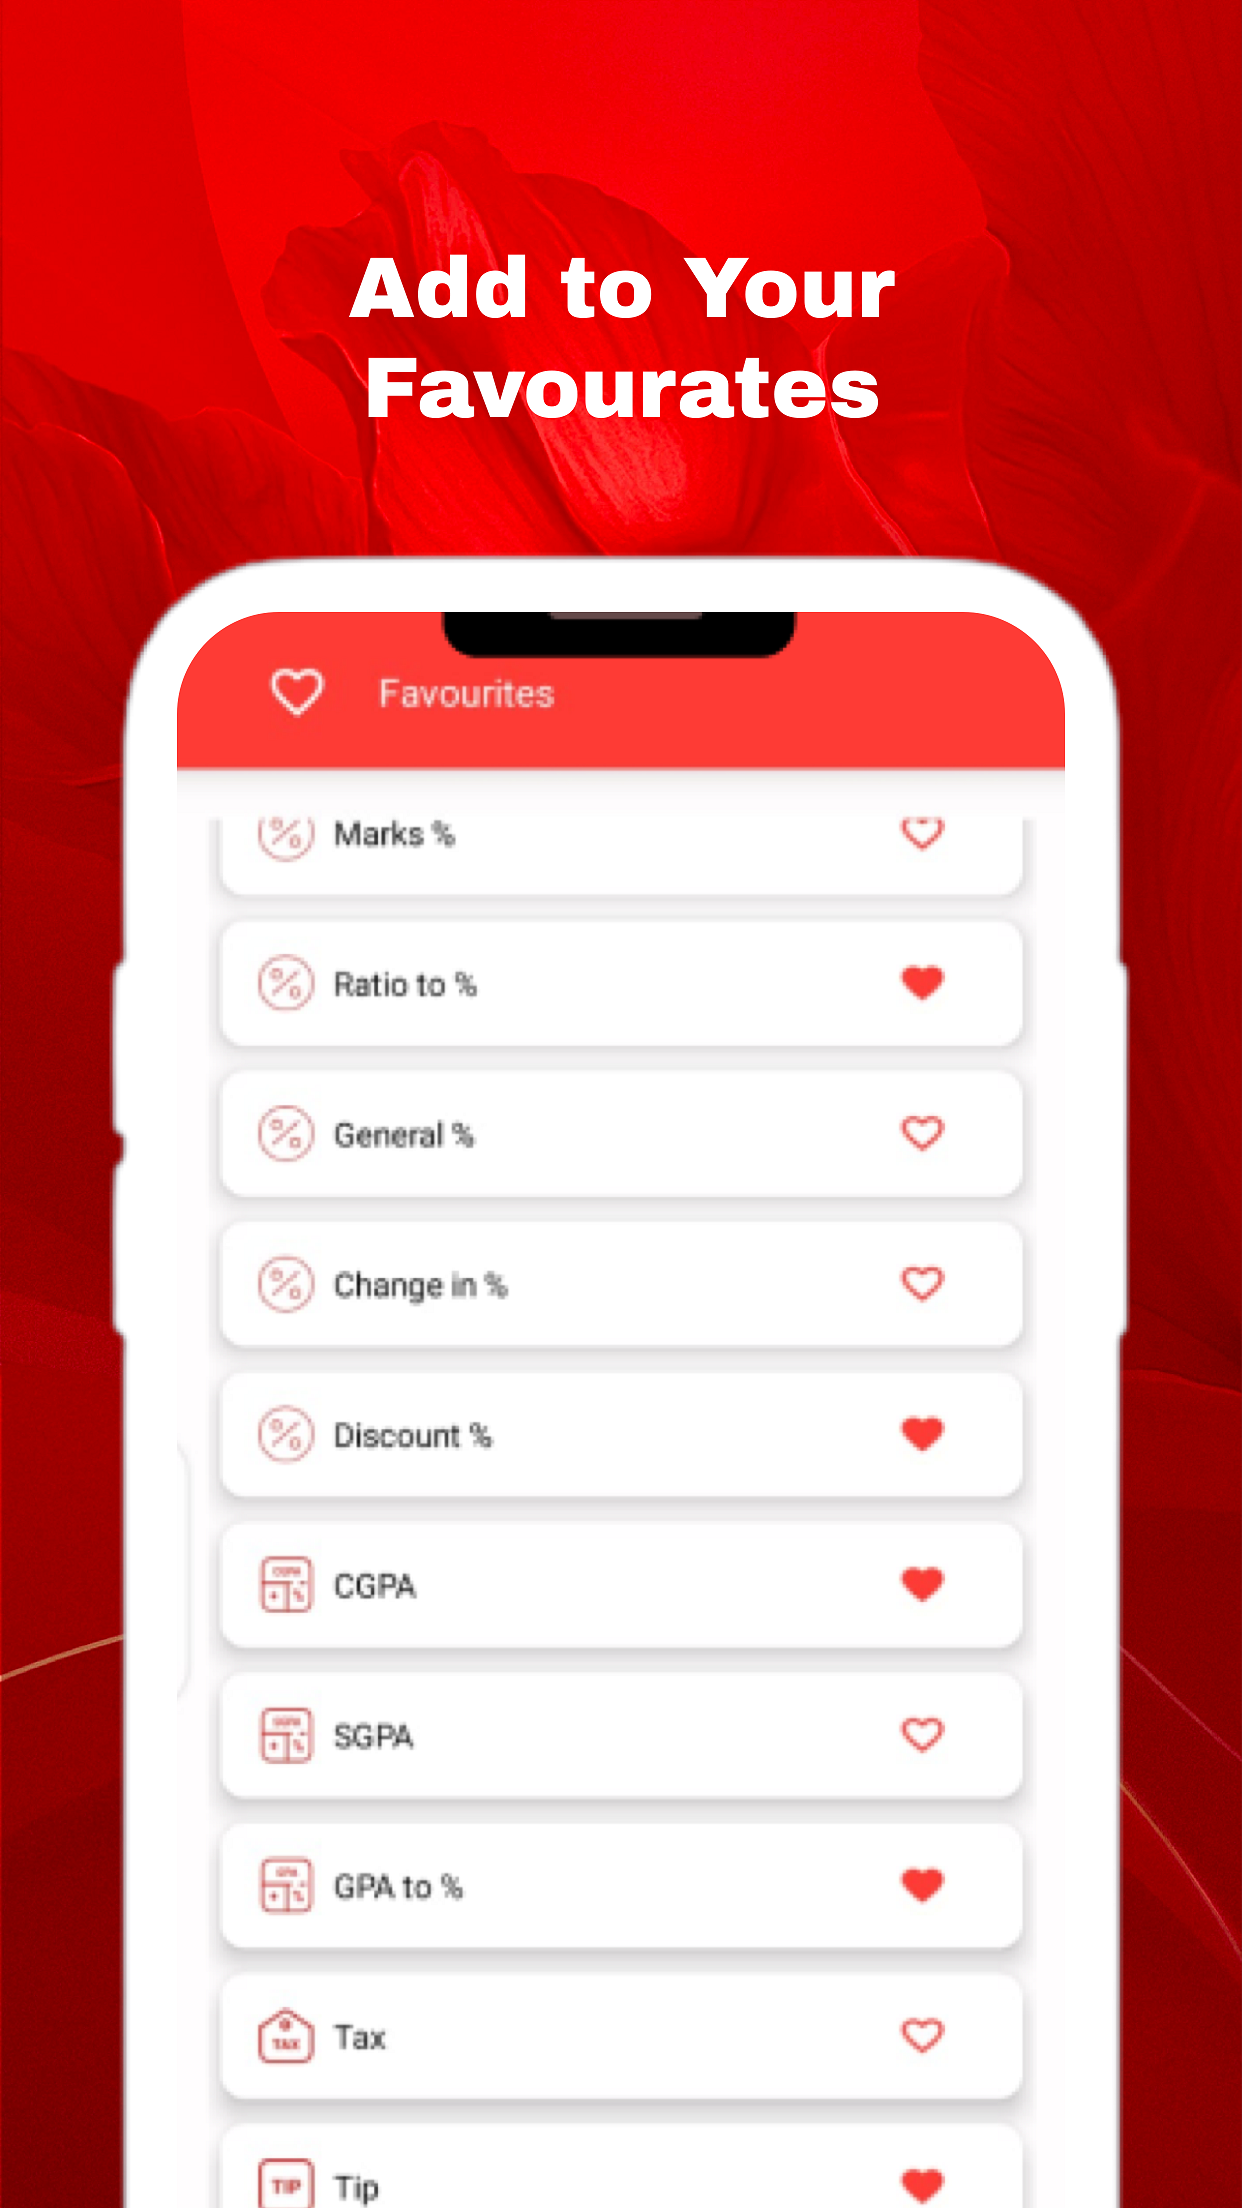 Add to Your
Favourates
Favourites
Marks %
Ratio to %
General %
Change in %
Discount %
CGPA
SGPA
GPA to %
TAX
Tax
TIP
Tip